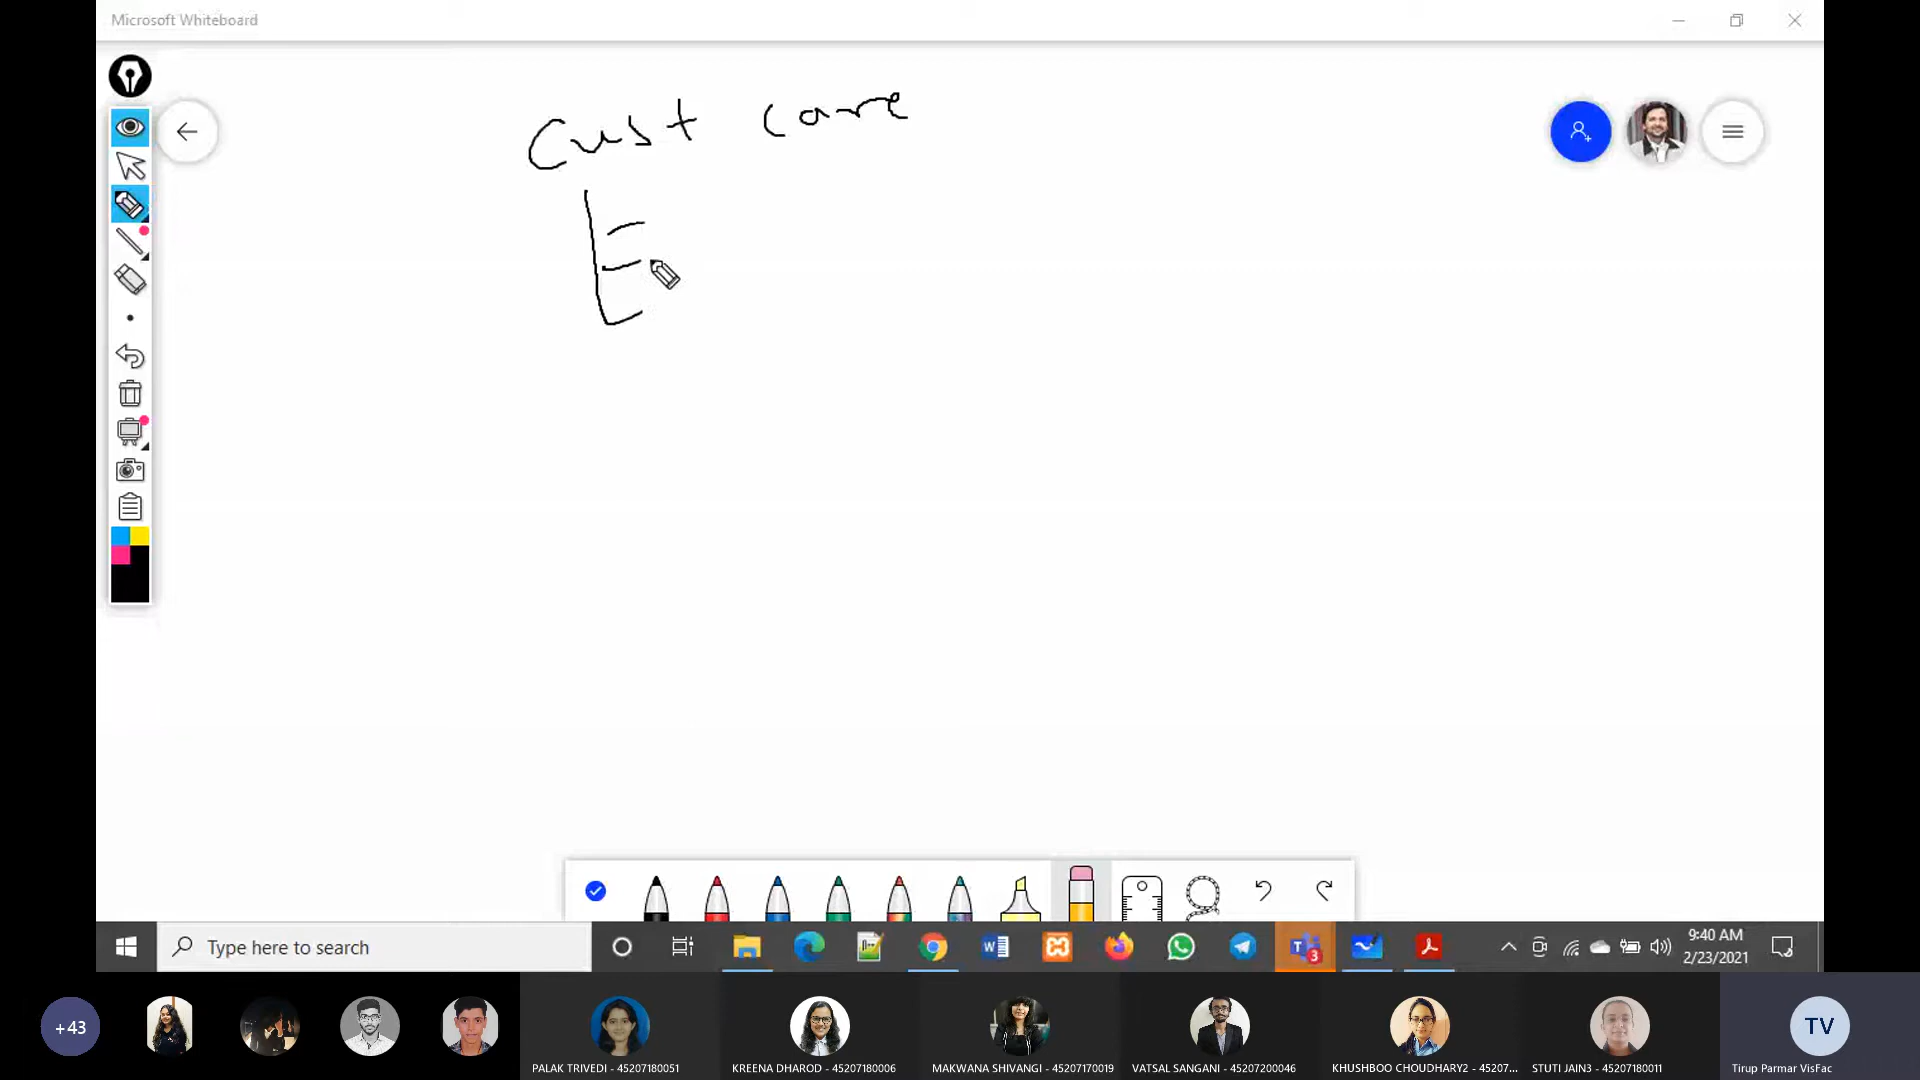 Microsoft Whiteboard
Cust care
Type here to search
9:40 AM
2/23/2021
3
+43
PALAK TRIVEDI - 45207180051
KREENA DHAROD - 45207180006
MAKWANA SHIVANGI - 45207170019
VATSAL SANGANI - 45207200046
KHUSHBOO CHOUDHARY2 - 45207...
STUTI JAIN3 - 45207180011
TV
Tirup Parmar VisFac